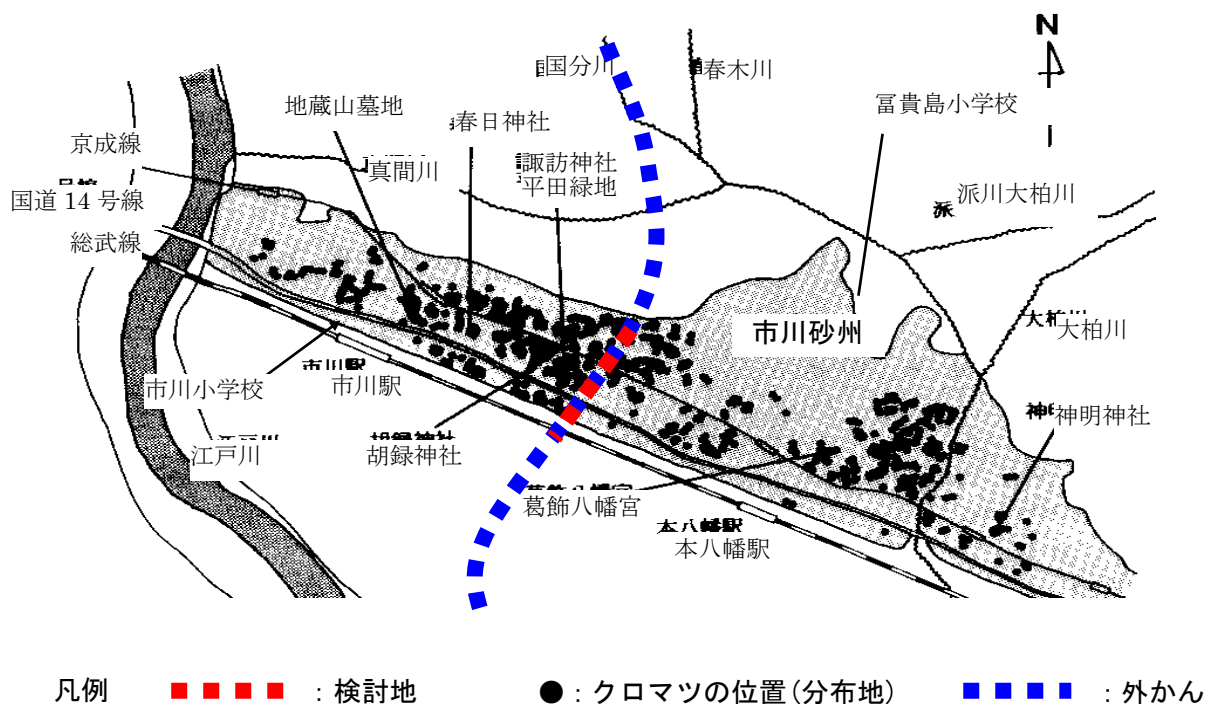 N
国分川
春木川
地蔵山墓地
冨貴島小学校
春日神社
京成線
諏訪神社
真間川
平田緑地
国道14号線
派川大柏川
総武線
市川砂州
大柏川
市川駅
市川小学校
神明神社
胡録神社
江戸川
葛飾八幡宮
本八幡駅
凡例 :検討地 ●:クロマツの位置(分布地) :外かん